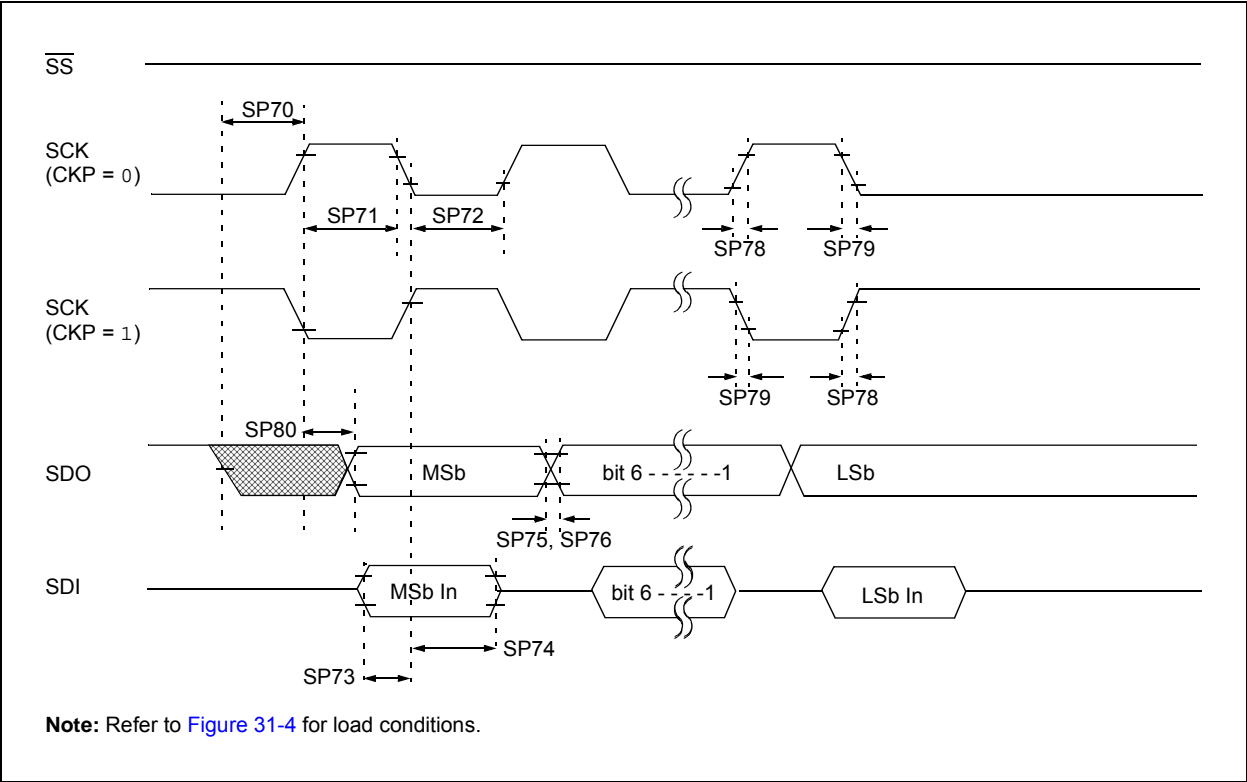 SS
SP70
SCK
(CKP = 0)
SP71
SP72
SP78
SP79
SCK
(CKP = 1)
SP79
SP78
SP80
SDO
MSb
bit 6 - - - - - -1
LSb
SP75, SP76
SDI
MSb In
bit 6 - - - -1
LSb In
SP74
SP73
Note: Refer to Figure 31-4 for load conditions.